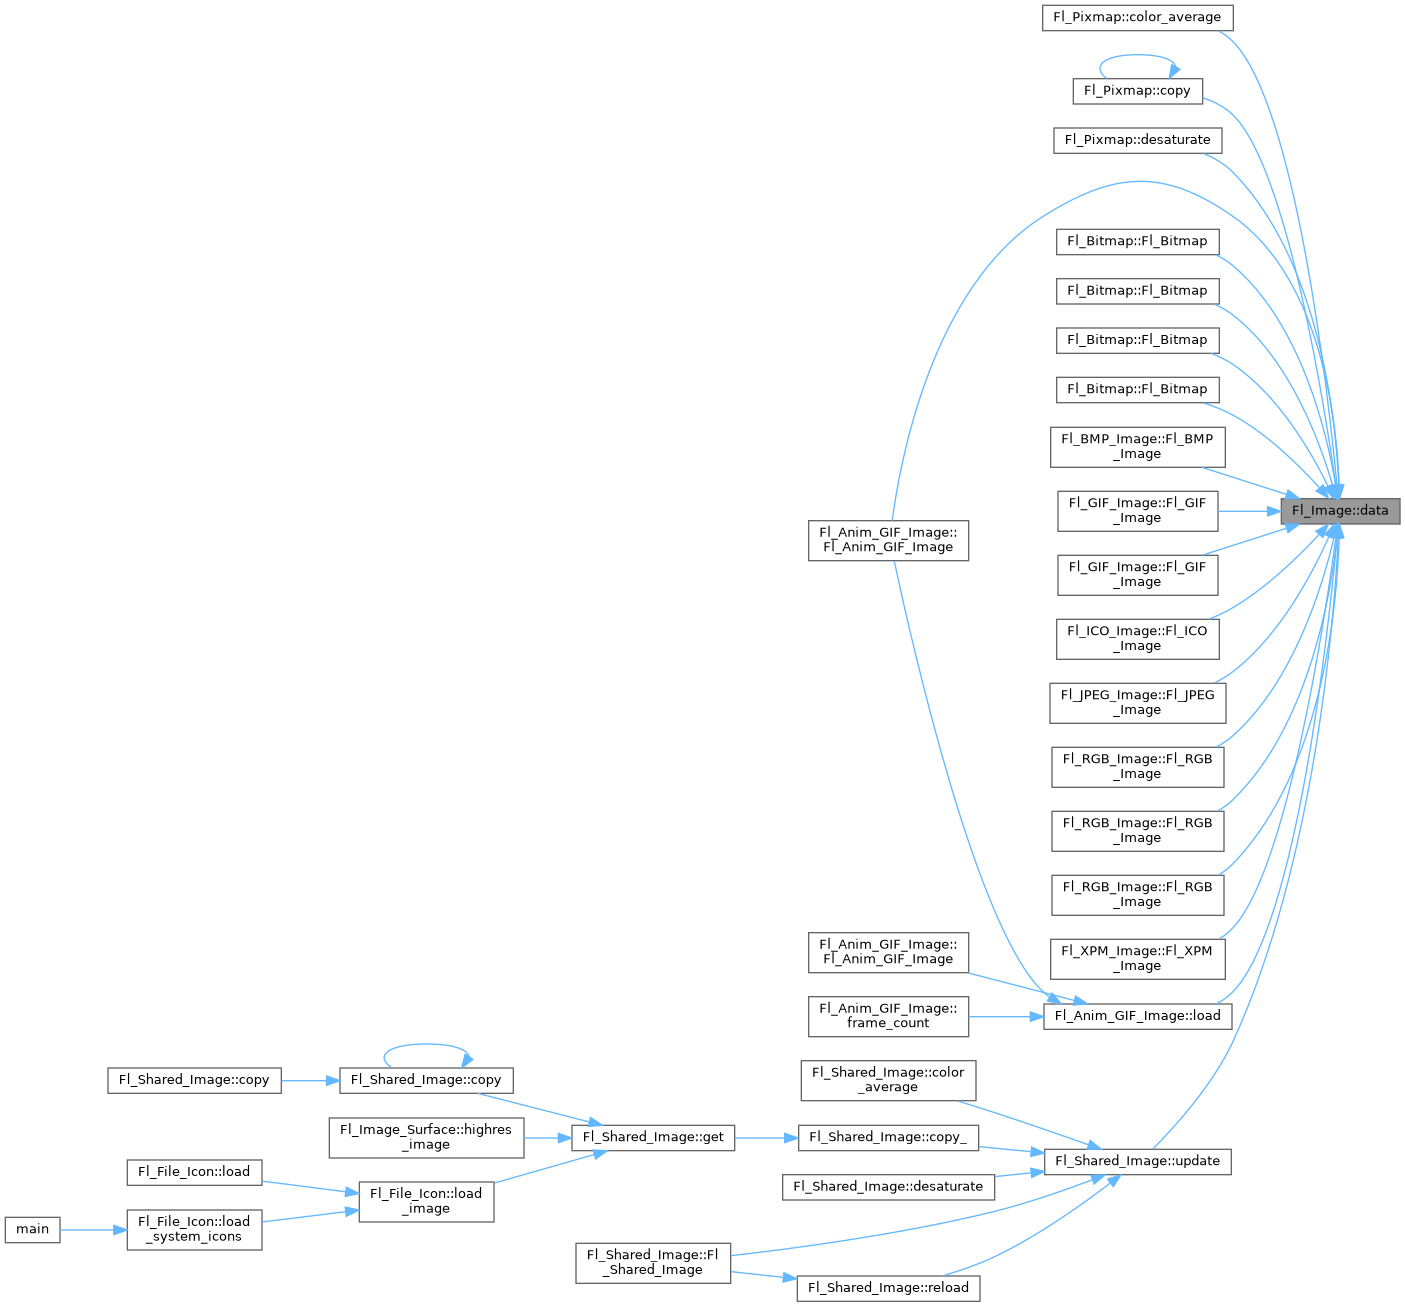 Fl_Pixmap::color_average
Fl_Pixmap::copy
Fl_Pixmap::desaturate
Fl_Bitmap::Fl_Bitmap
Fl_Bitmap::Fl_Bitmap
Fl_Bitmap::Fl_Bitmap
Fl_Bitmap::Fl_Bitmap
Fl_BMP_Image::Fl_BMP
_Image
Fl_GIF_Image::Fl_GIF
_Image
Fl_Image::data
Fl_Anim_GIF_Image::
Fl_Anim_GIF_Image
Fl_GIF_Image::Fl_GIF
_Image
Fl_ICO_Image::Fl_ICO
_Image
Fl_JPEG_Image::Fl_JPEG
_Image
Fl_RGB_Image::Fl_RGB
_Image
Fl_RGB_Image::Fl_RGB
_Image
Fl_RGB_Image::Fl_RGB
_Image
Fl_XPM_Image::Fl_XPM
_Image
Fl_Anim_GIF_Image::
Fl_Anim_GIF_Image
Fl_Anim_GIF_Image::
frame_count
Fl_Anim_GIF_Image::load
Fl_Shared_Image::copy
Fl_Shared_Image::copy
Fl_Shared_Image::color
_average
Fl_Image_Surface::highres
_image
Fl_Shared_Image::get
Fl_Shared_Image::copy_
Fl_Shared_Image::update
Fl_File_Icon::load
Fl_File_Icon::load
_image
Fl_Shared_Image::desaturate
main
Fl_File_Icon::load
_system_icons
Fl_Shared_Image::Fl
_Shared_Image
Fl_Shared_Image::reload